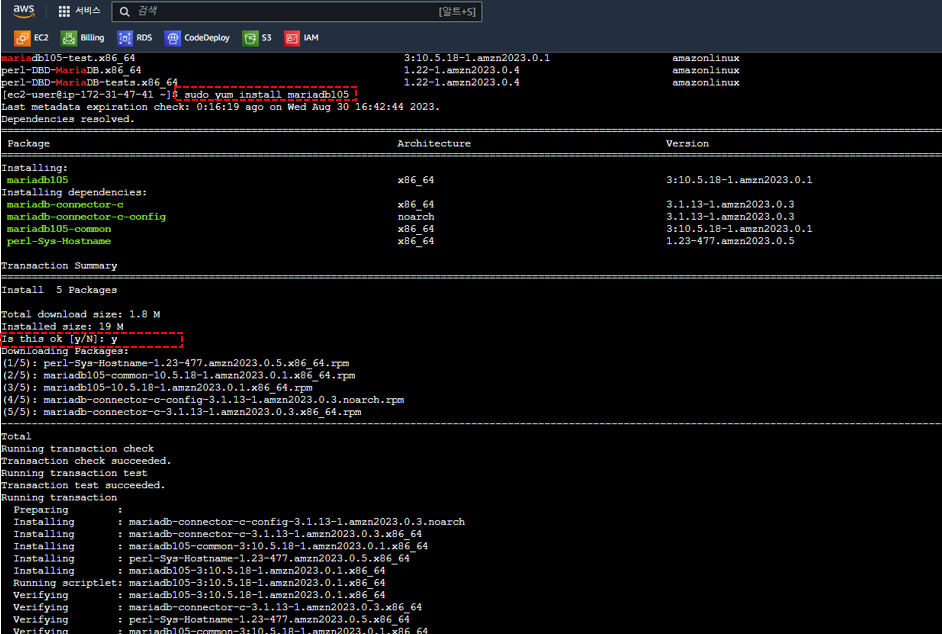 aws 서비스 검색 [알트+S]
EC2 Billing RDS CodeDeploy S3 IAM
mariadb105-test.x86_64 3:10.5.18-1.amzn2023.0.1 amazonlinux
perl-DBD-MariaDB.x86_64 1.22-1.amzn2023.0.4 amazonlinux
perl-DBD-MariaDB-tests.x86_64 1.22-1.amzn2023.0.4 amazonlinux
[ec2-user@ip-172-31-47-41 ~]$ sudo yum install mariadb105
Last metadata expiration check: 0:16:19 ago on Wed Aug 30 16:42:44 2023.
Dependencies resolved.
Package Architecture Version
Installing:
mariadb105 x86_64 3:10.5.18-1.amzn2023.0.1
Installing dependencies:
mariadb-connector-c x86_64 3.1.13-1.amzn2023.0.3
mariadb-connector-c-config noarch 3.1.13-1.amzn2023.0.3
mariadb105-common x86_64 3:10.5.18-1.amzn2023.0.1
perl-Sys-Hostname x86_64 1.23-477.amzn2023.0.5
Transaction Summary
Install 5 Packages
Total download size: 1.8 M
Installed size: 19 M
Is this ok [y/N]: y
Downloading Packages:
(1/5): perl-Sys-Hostname-1.23-477.amzn2023.0.5.x86_64.rpm
(2/5): mariadb105-common-10.5.18-1.amzn2023.0.1.x86_64.rpm
(3/5): mariadb105-10.5.18-1.amzn2023.0.1.x86_64.rpm
(4/5): mariadb-connector-c-config-3.1.13-1.amzn2023.0.3.noarch.rpm
(5/5): mariadb-connector-c-3.1.13-1.amzn2023.0.3.x86_64.rpm
Total
Running transaction check
Transaction check succeeded.
Running transaction test
Transaction test succeeded.
Running transaction
Preparing :
Installing : mariadb-connector-c-config-3.1.13-1.amzn2023.0.3.noarch
Installing : mariadb-connector-c-3.1.13-1.amzn2023.0.3.x86_64
Installing : mariadb105-common-3:10.5.18-1.amzn2023.0.1.x86_64
Installing : perl-Sys-Hostname-1.23-477.amzn2023.0.5.x86_64
Installing : mariadb105-3:10.5.18-1.amzn2023.0.1.x86_64
Running scriptlet: mariadb105-3:10.5.18-1.amzn2023.0.1.x86_64
Verifying : mariadb105-3:10.5.18-1.amzn2023.0.1.x86_64
Verifying : mariadb-connector-c-3.1.13-1.amzn2023.0.3.x86_64
Verifying : perl-Sys-Hostname-1.23-477.amzn2023.0.5.x86_64
Verifying : mariadb105-common-3:10.5.18-1.amzn2023.0.1.x86_64